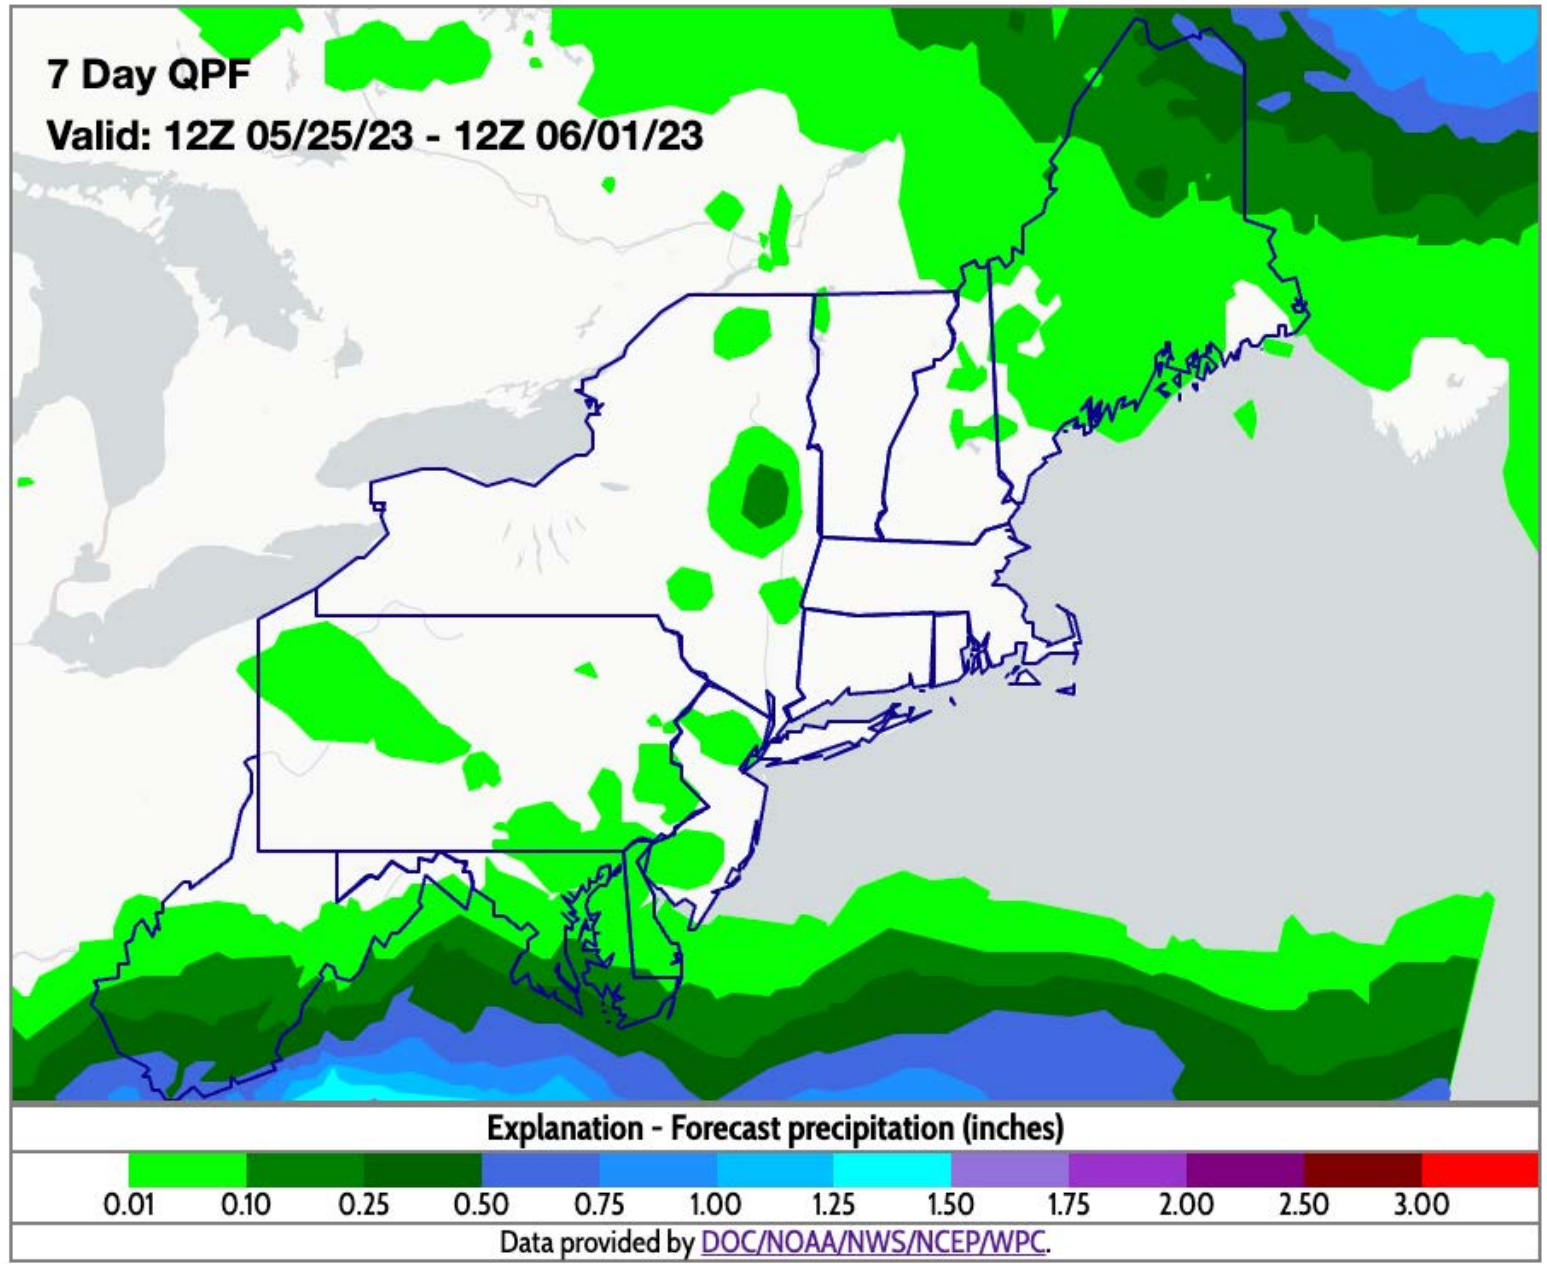 7 Day QPF
Valid: 12Z 05/25/23 - 12Z 06/01/23
Explanation - Forecast precipitation (inches)
0.01 0.10 0.25 0.50 0.75 1.00 1.25 1.50 1.75 2.00 2.50 3.00
Data provided by DOC/NOAA/NWS/NCEP/WPC.